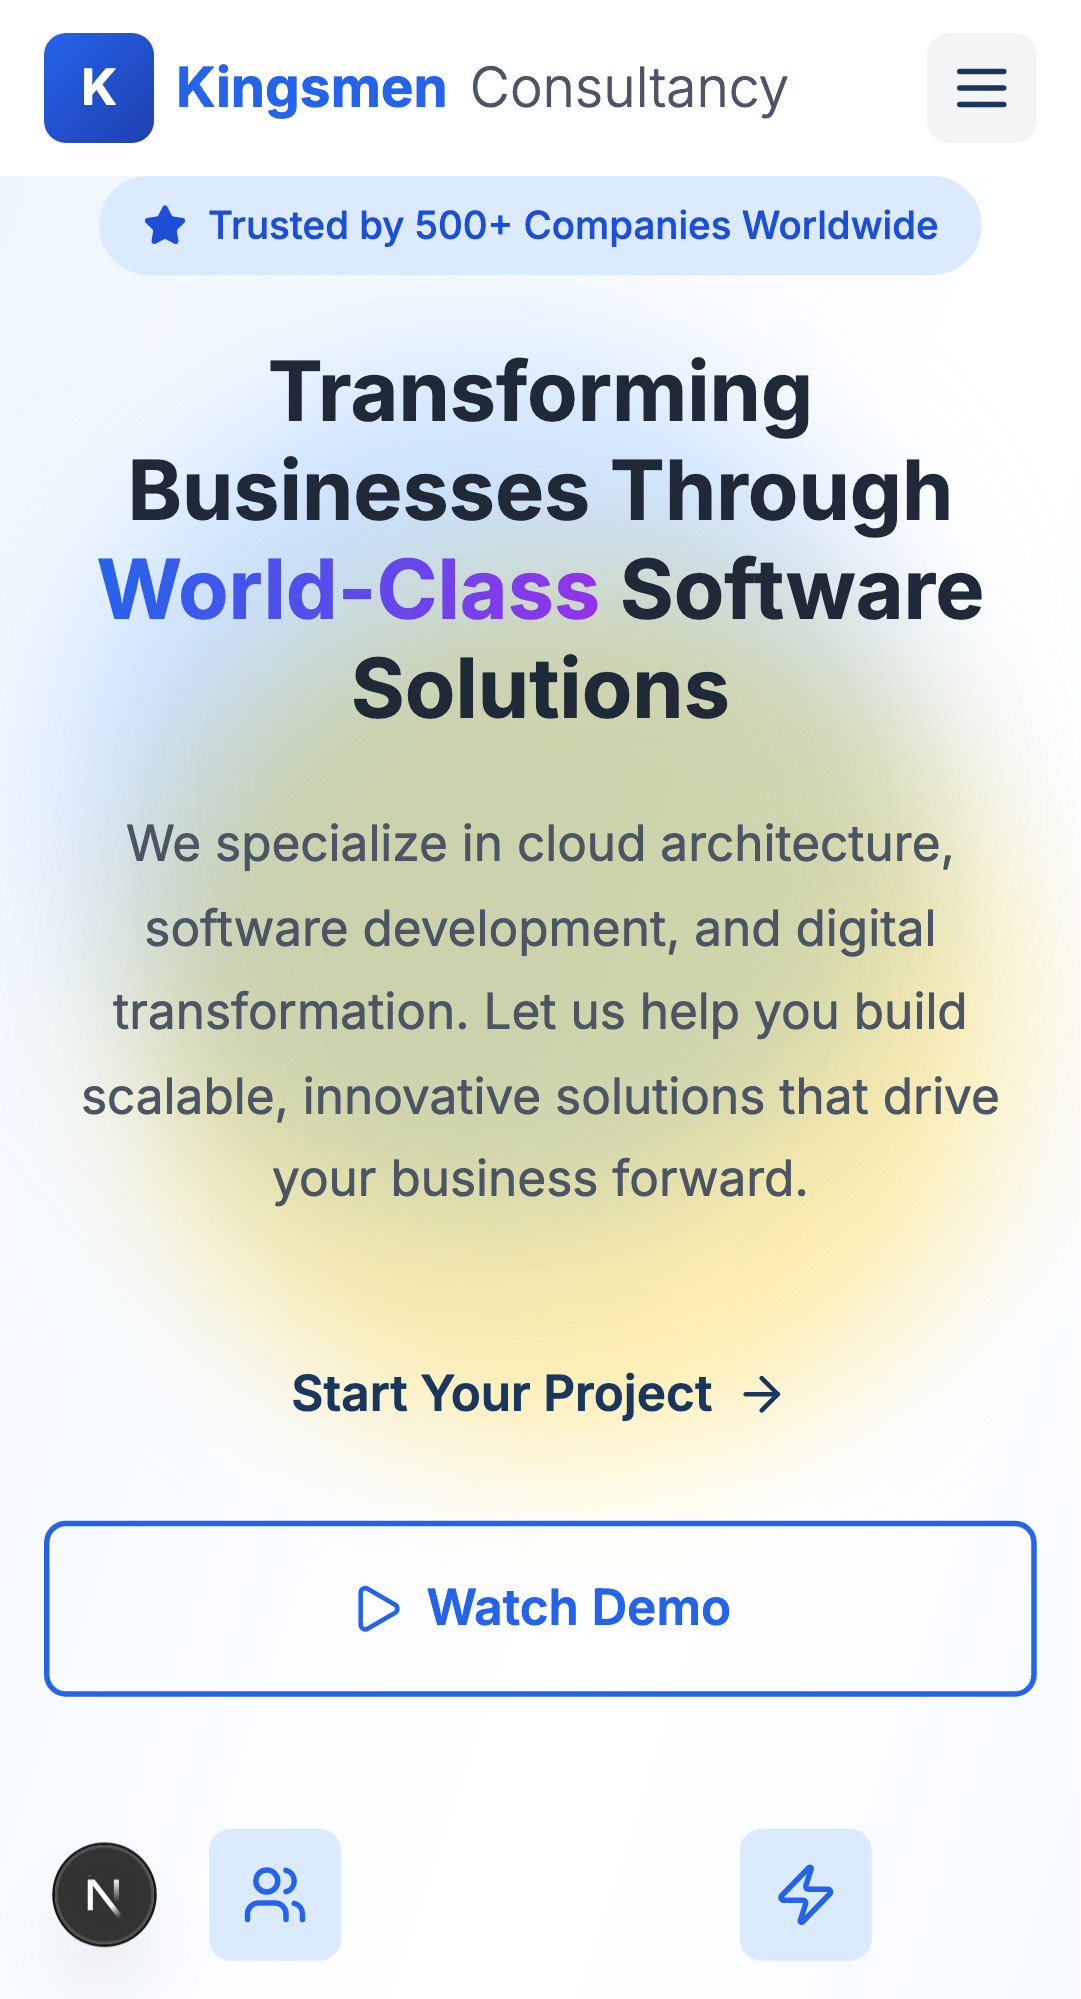 K Kingsmen Consultancy
Trusted by 500+ Companies Worldwide
Transforming
Businesses Through
World-Class Software
Solutions
We specialize in cloud architecture,
software development, and digital
transformation. Let us help you build
scalable, innovative solutions that drive
your business forward.
Start Your Project
Watch Demo
N